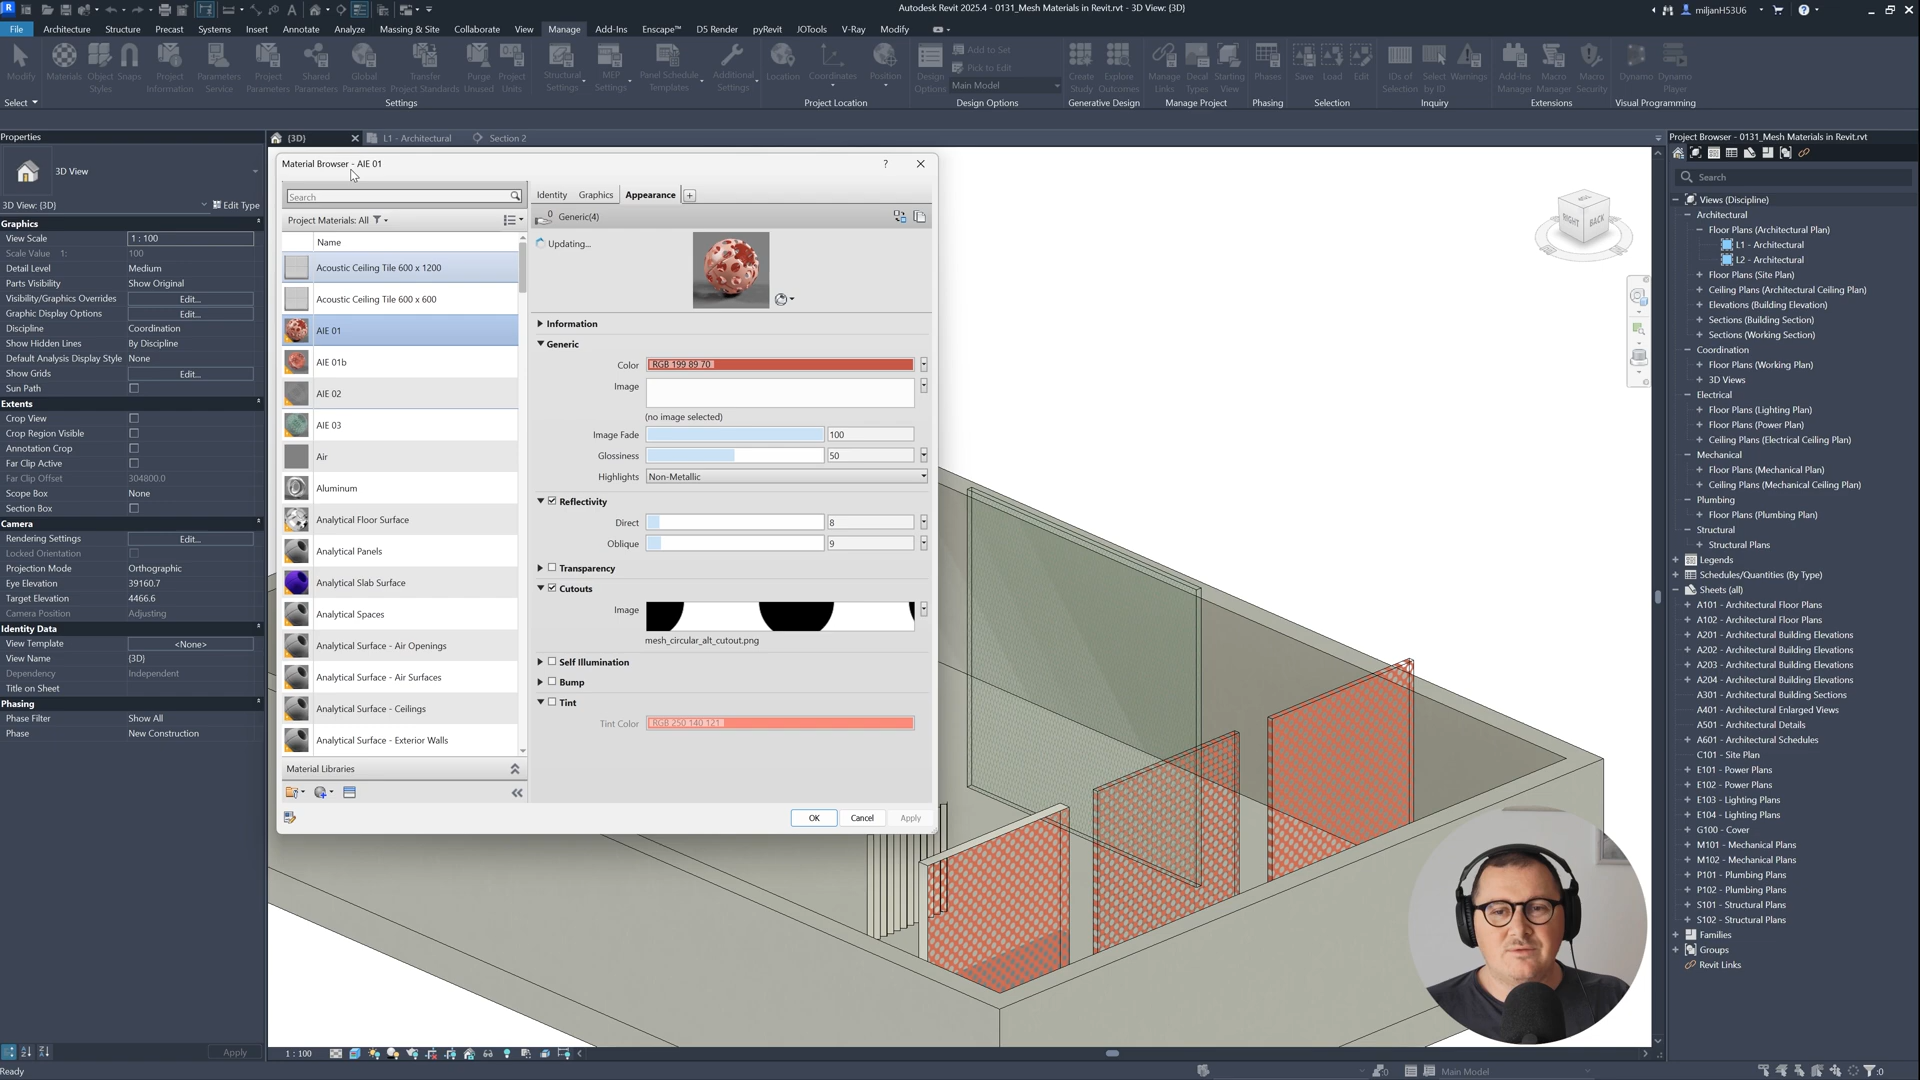 Autodesk Revit 2025.4 - 0131_Mesh Materials in Revit.rvt - 3D View: {3D}
miljanH53U6
File Architecture Structure Precast Systems Insert Annotate Analyze Massing & Site Collaborate View Manage Add-Ins Enscape™ D5 Render pyRevit JOTools V-Ray Modify
Modify
Materials
Object Styles
Snaps
Project Information
Parameters Service
Project Parameters
Shared Parameters
Global Parameters
Transfer Project Standards
Purge Unused
Project Units
Structural Settings
MEP Settings
Panel Schedule Templates
Additional Settings
Location
Coordinates
Position
Design Options
Add to Set
Pick to Edit
Main Model
Create Study
Explore Outcomes
Manage Links
Decal Types
Starting View
Phases
Save
Load
Edit
IDs of Selection
Select by ID
Warnings
Add-Ins Manager
Macro Manager
Macro Security
Dynamo
Dynamo Player
Select
Settings
Project Location
Design Options
Generative Design
Manage Project
Phasing
Selection
Inquiry
Extensions
Visual Programming
Properties
3D View
3D View: {3D}
Edit Type
Graphics
View Scale 1 : 100
Scale Value 1: 100
Detail Level Medium
Parts Visibility Show Original
Visibility/Graphics Overrides Edit...
Graphic Display Options Edit...
Discipline Coordination
Show Hidden Lines By Discipline
Default Analysis Display Style None
Show Grids Edit...
Sun Path
Extents
Crop View
Crop Region Visible
Annotation Crop
Far Clip Active
Far Clip Offset 304800.0
Scope Box None
Section Box
Camera
Rendering Settings Edit...
Locked Orientation
Projection Mode Orthographic
Eye Elevation 39160.7
Target Elevation 4466.6
Camera Position Adjusting
Identity Data
View Template <None>
View Name {3D}
Dependency Independent
Title on Sheet
Phasing
Phase Filter Show All
Phase New Construction
Apply
Ready
{3D}
L1 - Architectural
Section 2
Material Browser - AIE 01
?
Search
Project Materials: All
Name
Acoustic Ceiling Tile 600 x 1200
Acoustic Ceiling Tile 600 x 600
AIE 01
AIE 01b
AIE 02
AIE 03
Air
Aluminum
Analytical Floor Surface
Analytical Panels
Analytical Slab Surface
Analytical Spaces
Analytical Surface - Air Openings
Analytical Surface - Air Surfaces
Analytical Surface - Ceilings
Analytical Surface - Exterior Walls
Material Libraries
Identity Graphics Appearance
0
Generic(4)
Updating...
Information
Generic
Color RGB 199 89 70
Image
(no image selected)
Image Fade 100
Glossiness 50
Highlights Non-Metallic
Reflectivity
Direct 8
Oblique 9
Transparency
Cutouts
Image
mesh_circular_alt_cutout.png
Self Illumination
Bump
Tint
Tint Color RGB 250 140 121
OK Cancel Apply
RIGHT BACK
1 : 100
Project Browser - 0131_Mesh Materials in Revit.rvt
Search
Views (Discipline)
Architectural
Floor Plans (Architectural Plan)
L1 - Architectural
L2 - Architectural
Floor Plans (Site Plan)
Ceiling Plans (Architectural Ceiling Plan)
Elevations (Building Elevation)
Sections (Building Section)
Sections (Working Section)
Coordination
Floor Plans (Working Plan)
3D Views
Electrical
Floor Plans (Lighting Plan)
Floor Plans (Power Plan)
Ceiling Plans (Electrical Ceiling Plan)
Mechanical
Floor Plans (Mechanical Plan)
Ceiling Plans (Mechanical Ceiling Plan)
Plumbing
Floor Plans (Plumbing Plan)
Structural
Structural Plans
Legends
Schedules/Quantities (By Type)
Sheets (all)
A101 - Architectural Floor Plans
A102 - Architectural Floor Plans
A201 - Architectural Building Elevations
A202 - Architectural Building Elevations
A203 - Architectural Building Elevations
A204 - Architectural Building Elevations
A301 - Architectural Building Sections
A401 - Architectural Enlarged Views
A501 - Architectural Details
A601 - Architectural Schedules
C101 - Site Plan
E101 - Power Plans
E102 - Power Plans
E103 - Lighting Plans
E104 - Lighting Plans
G100 - Cover
M101 - Mechanical Plans
M102 - Mechanical Plans
P101 - Plumbing Plans
P102 - Plumbing Plans
S101 - Structural Plans
S102 - Structural Plans
Families
Groups
Revit Links
:0
Main Model
:0